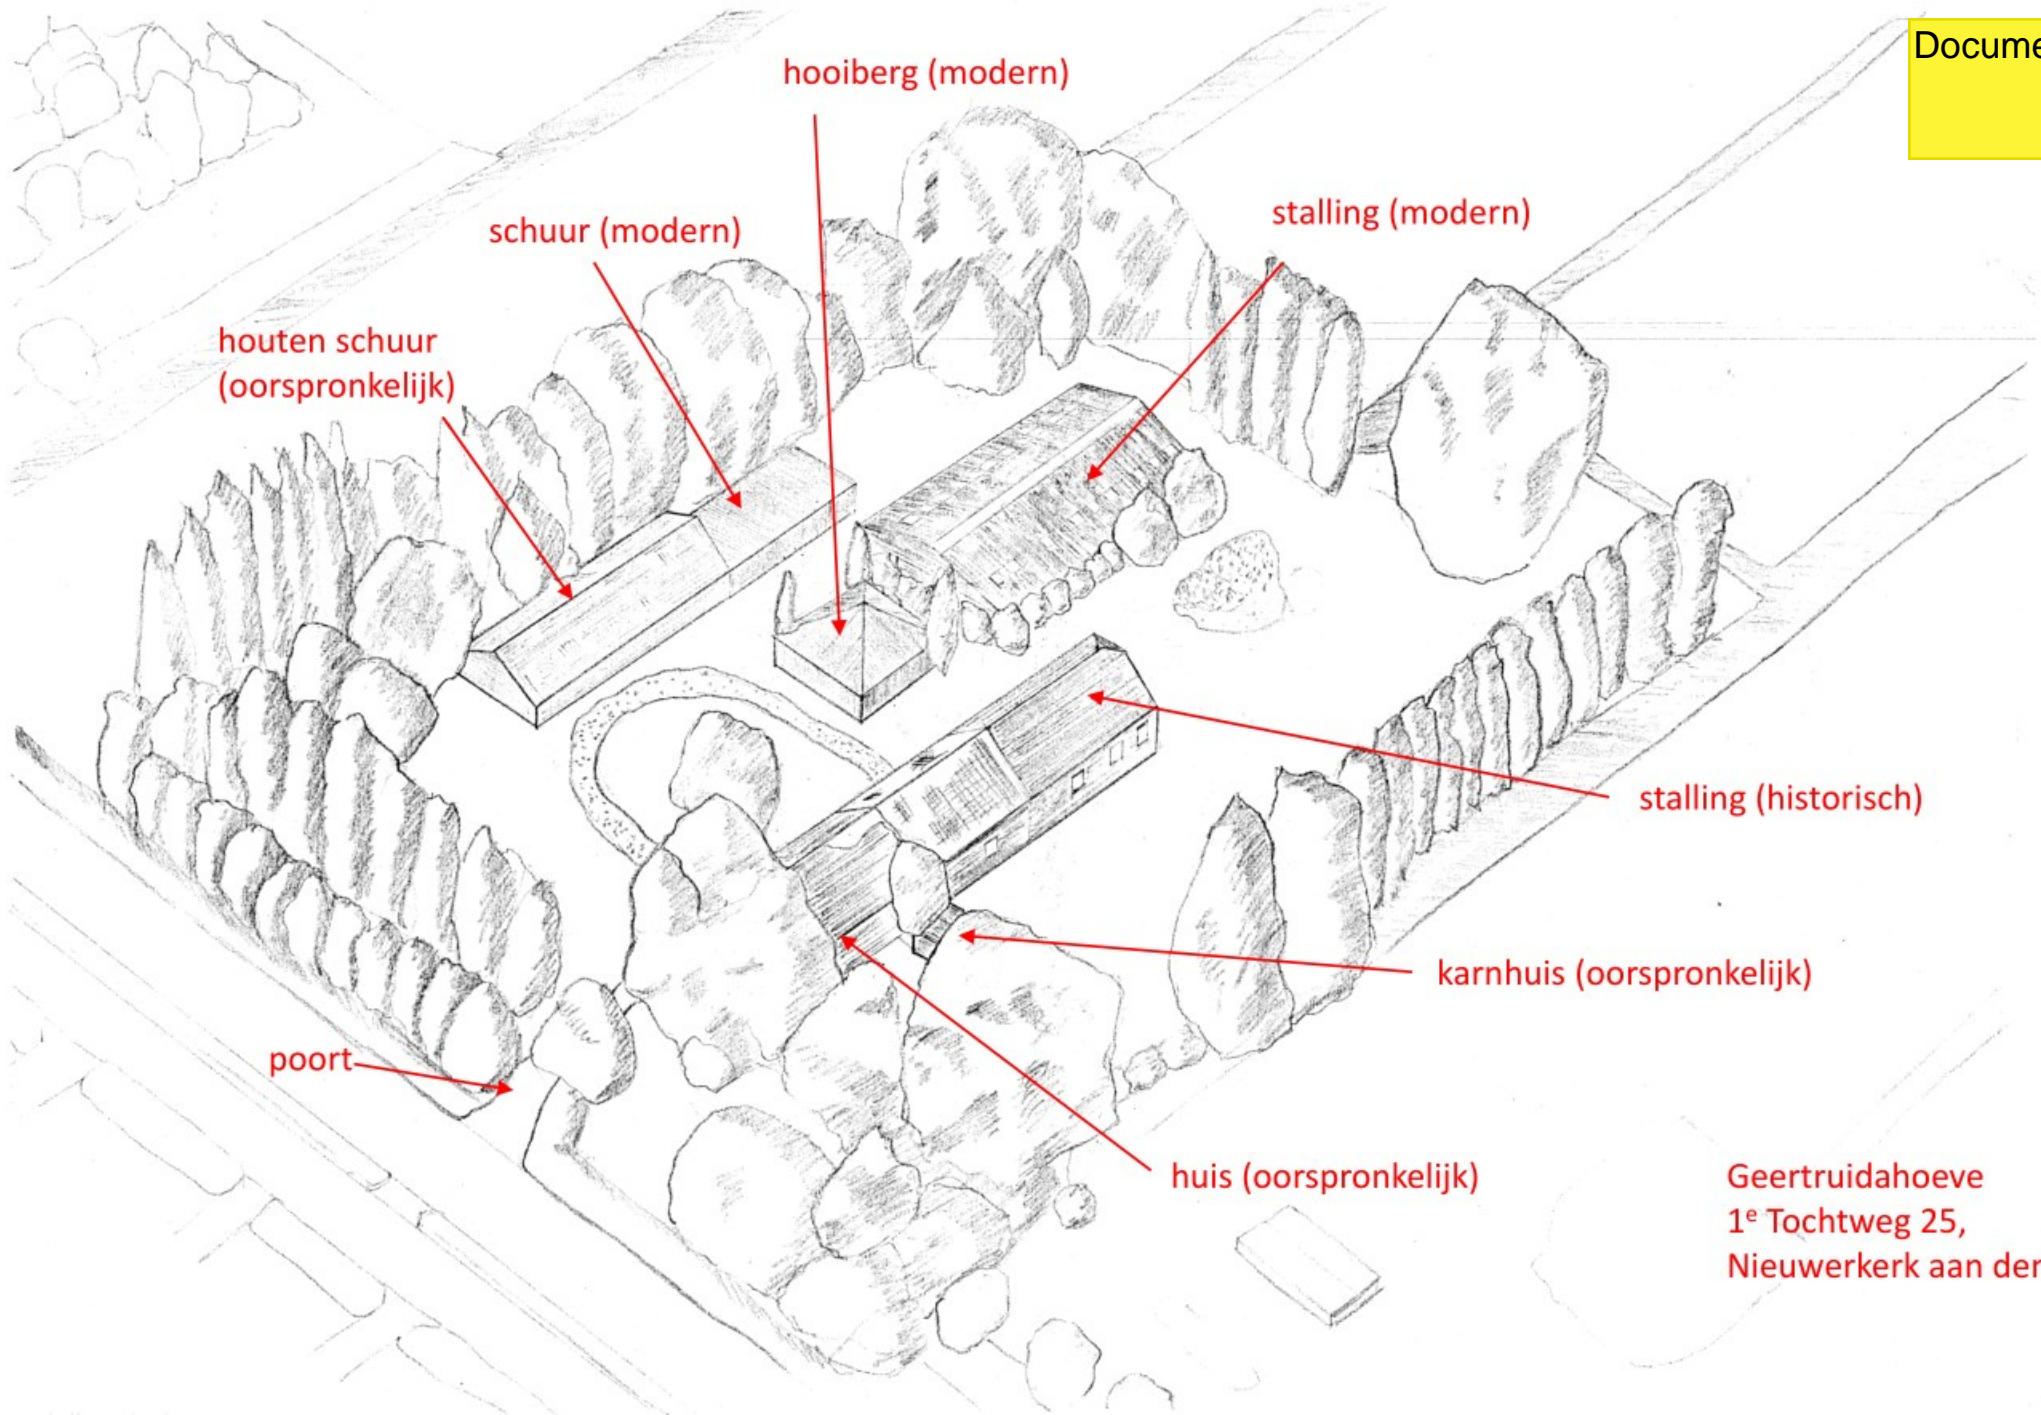 Docume
hooiberg (modern)
stalling (modern)
schuur (modern)
houten schuur
(oorspronkelijk)
stalling (historisch)
karnhuis (oorspronkelijk)
poort
huis (oorspronkelijk)
Geertruidahoeve
1e Tochtweg 25,
Nieuwerkerk aan den